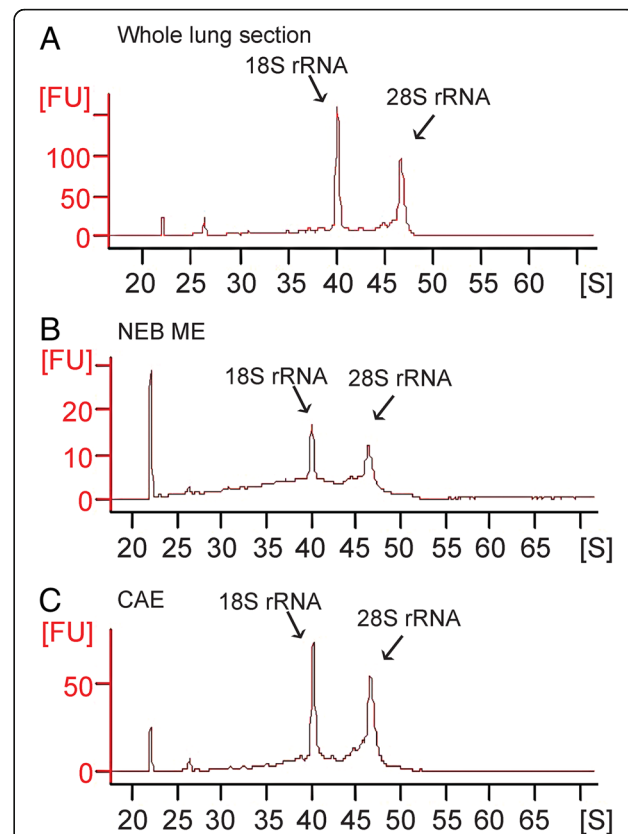 A Whole lung section
18S rRNA
28S rRNA
[FU]
100
50
0
20 25 30 35 40 45 50 55 60 [S]
B NEB ME
[FU]
18S rRNA 28S rRNA
20
10
0
20 25 30 35 40 45 50 55 60 65 [S]
C CAE
18S rRNA
28S rRNA
[FU]
50
0
20 25 30 35 40 45 50 55 60 65 [S]